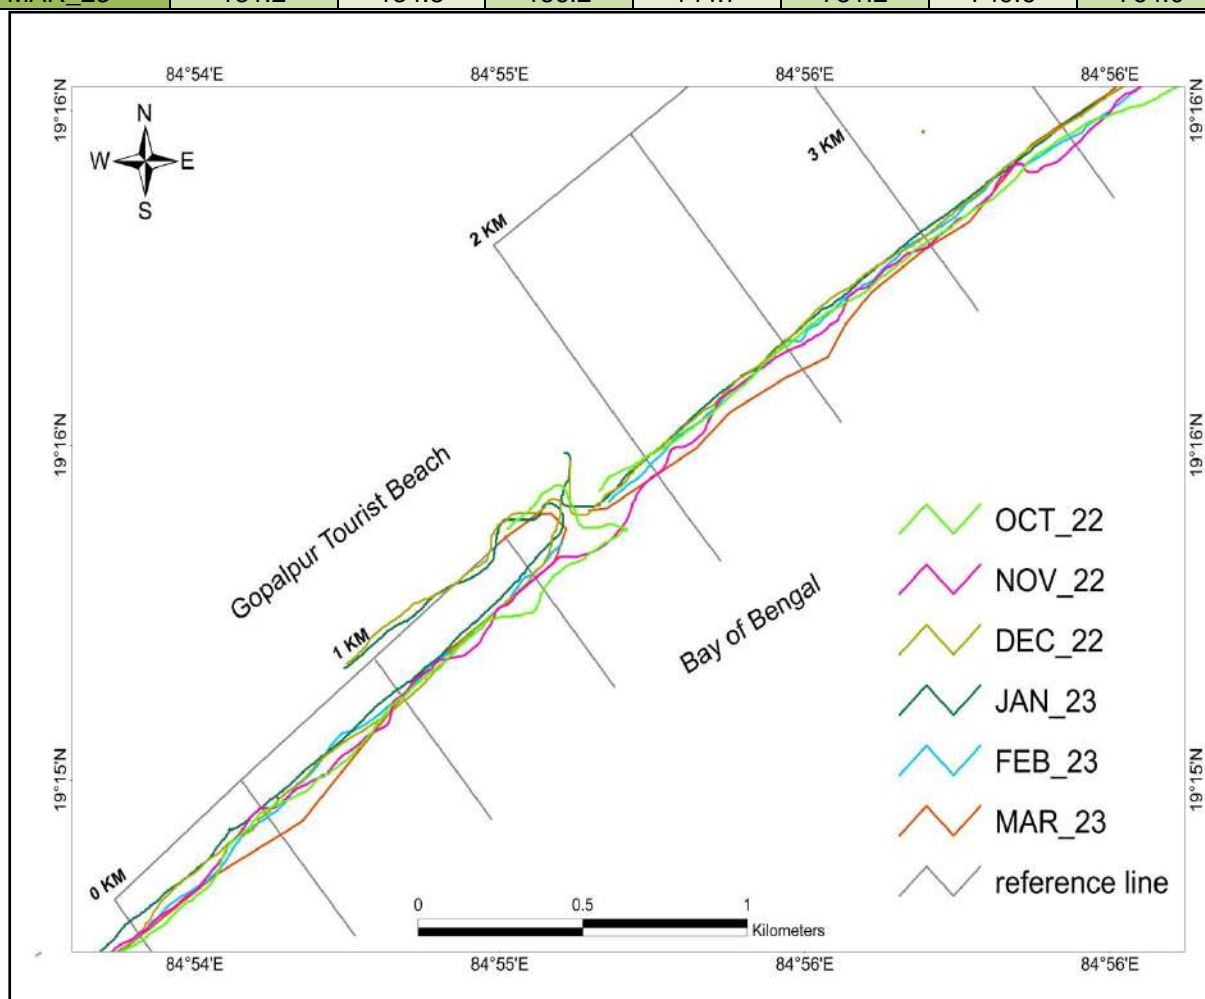 84°54'E 84°55'E 84°56'E 84°56'E
19°16'N 19°16'N
N
W E
S
3 KM
2 KM
19°16'N 19°16'N
Gopalpur Tourist Beach
OCT_22
NOV_22
Bay of Bengal
1 KM
DEC_22
JAN_23
FEB_23
19°15'N 19°15'N
MAR_23
0 KM
reference line
0 0.5 1
Kilometers
84°54'E 84°55'E 84°56'E 84°56'E